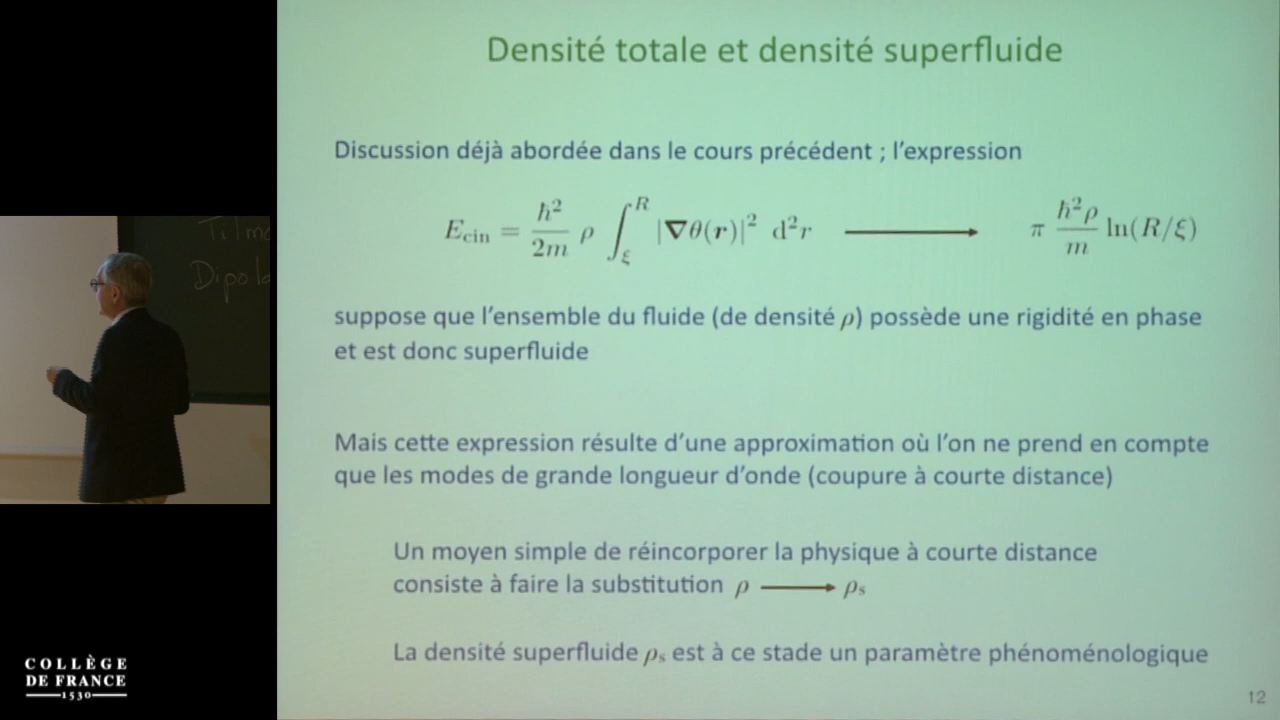 Densité totale et densité superfluide
Discussion déjà abordée dans le cours précédent ; l'expression
E_cin = ℏ²/2m ρ ∫_ξ^R |∇θ(r)|² d²r ⟶ π ℏ²ρ/m ln(R/ξ)
suppose que l'ensemble du fluide (de densité ρ) possède une rigidité en phase
et est donc superfluide
Mais cette expression résulte d'une approximation où l'on ne prend en compte
que les modes de grande longueur d'onde (coupure à courte distance)
Un moyen simple de réincorporer la physique à courte distance
consiste à faire la substitution ρ ⟶ ρs
La densité superfluide ρs est à ce stade un paramètre phénoménologique
12
COLLÈGE
DE FRANCE
1530